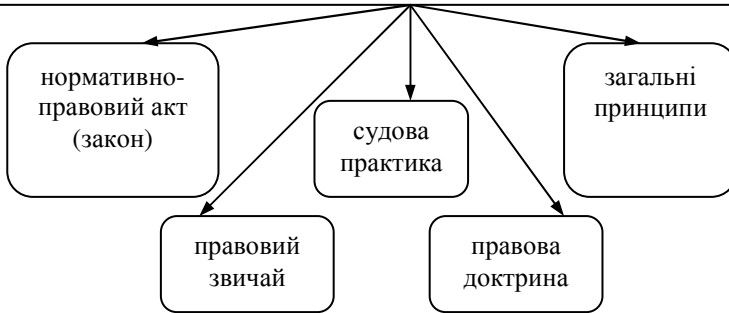 нормативно-
правовий акт
(закон)
судова
практика
загальні
принципи
правовий
звичай
правова
доктрина